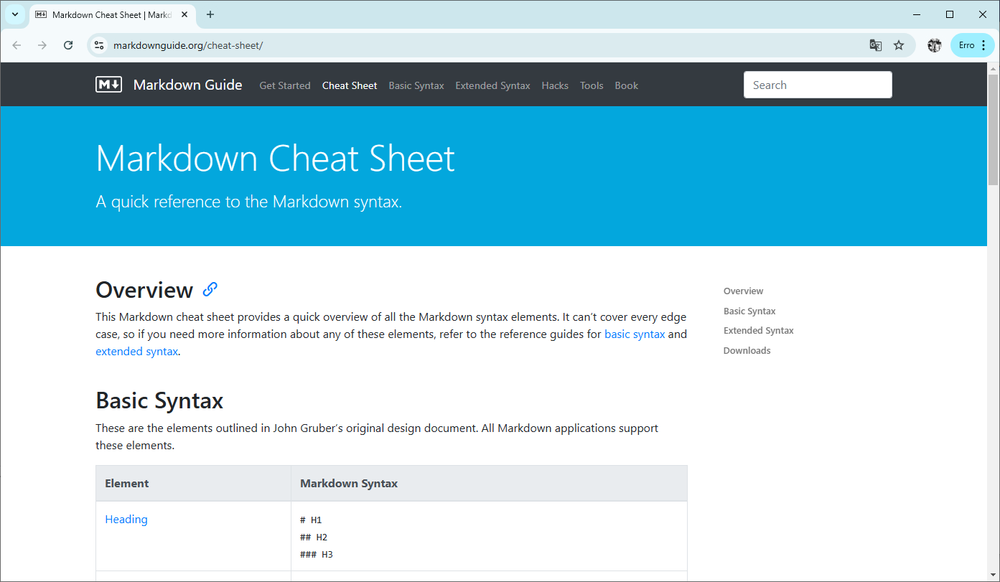 Markdown Cheat Sheet | Markd
markdownguide.org/cheat-sheet/
Erro
M Markdown Guide Get Started Cheat Sheet Basic Syntax Extended Syntax Hacks Tools Book Search
Markdown Cheat Sheet
A quick reference to the Markdown syntax.
Overview
This Markdown cheat sheet provides a quick overview of all the Markdown syntax elements. It can’t cover every edge
case, so if you need more information about any of these elements, refer to the reference guides for basic syntax and
extended syntax.
Basic Syntax
These are the elements outlined in John Gruber’s original design document. All Markdown applications support
these elements.
Element Markdown Syntax
Heading # H1
## H2
### H3
Overview
Basic Syntax
Extended Syntax
Downloads